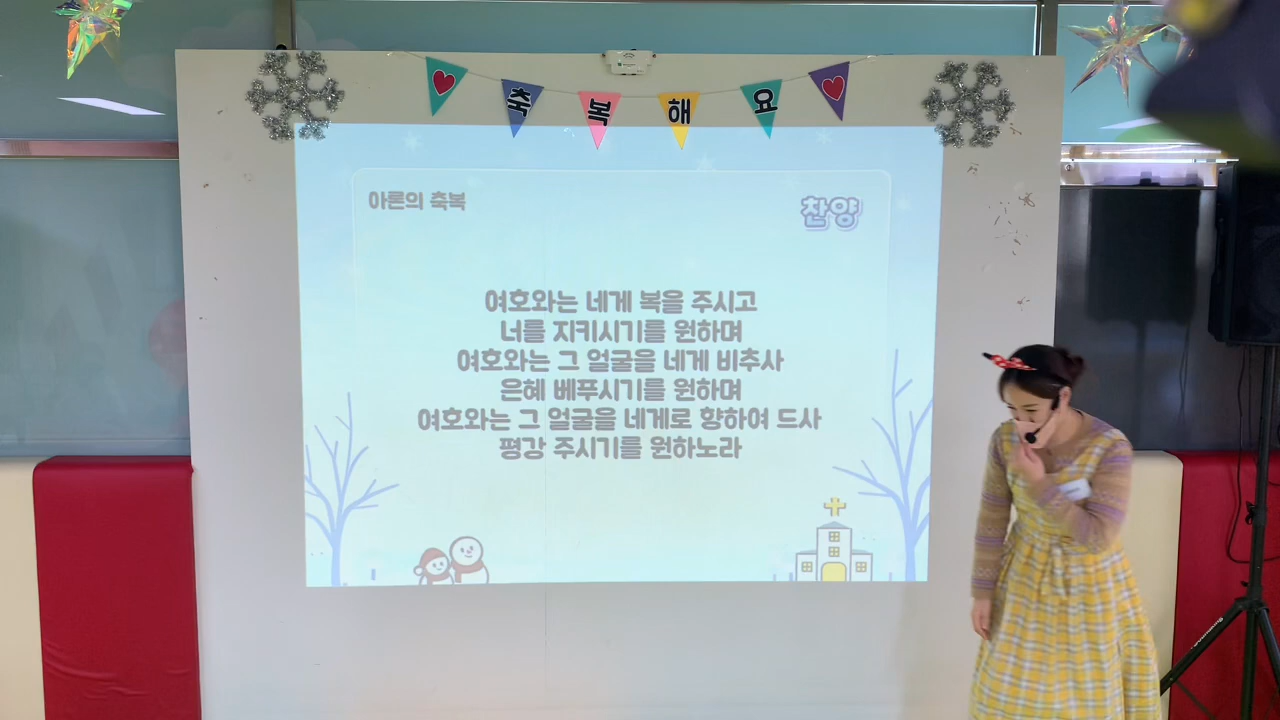 축복해요
아론의 축복
찬양
여호와는 네게 복을 주시고
너를 지키시기를 원하며
여호와는 그 얼굴을 네게 비추사
은혜 베푸시기를 원하며
여호와는 그 얼굴을 네게로 향하여 드사
평강 주시기를 원하노라